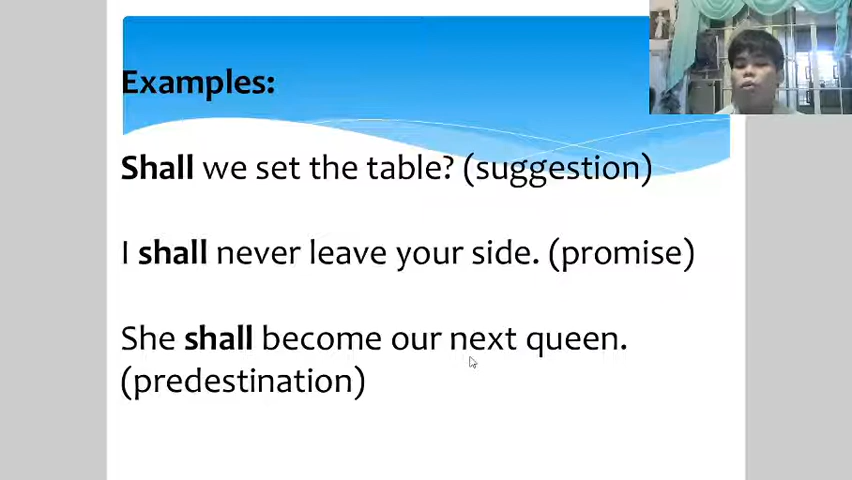 Examples:
Shall we set the table? (suggestion)
I shall never leave your side. (promise)
She shall become our next queen.
(predestination)